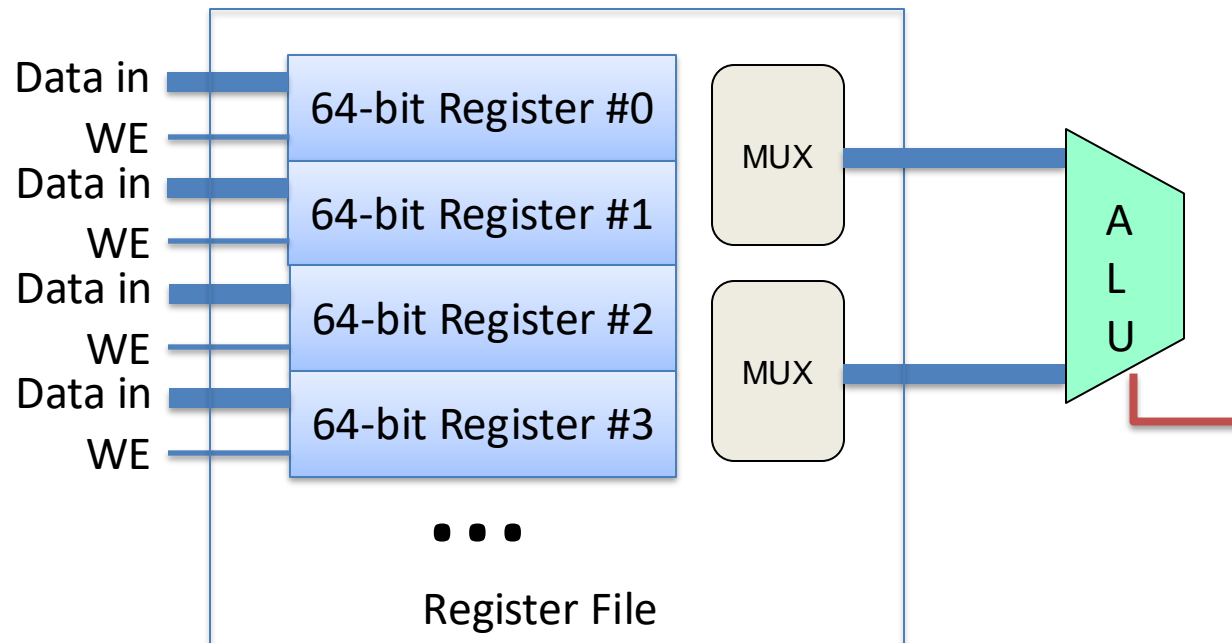 Data in
WE
Data in
WE
Data in
WE
Data in
WE
64-bit Register #0
64-bit Register #1
64-bit Register #2
64-bit Register #3
...
Register File
MUX
MUX
A
L
U